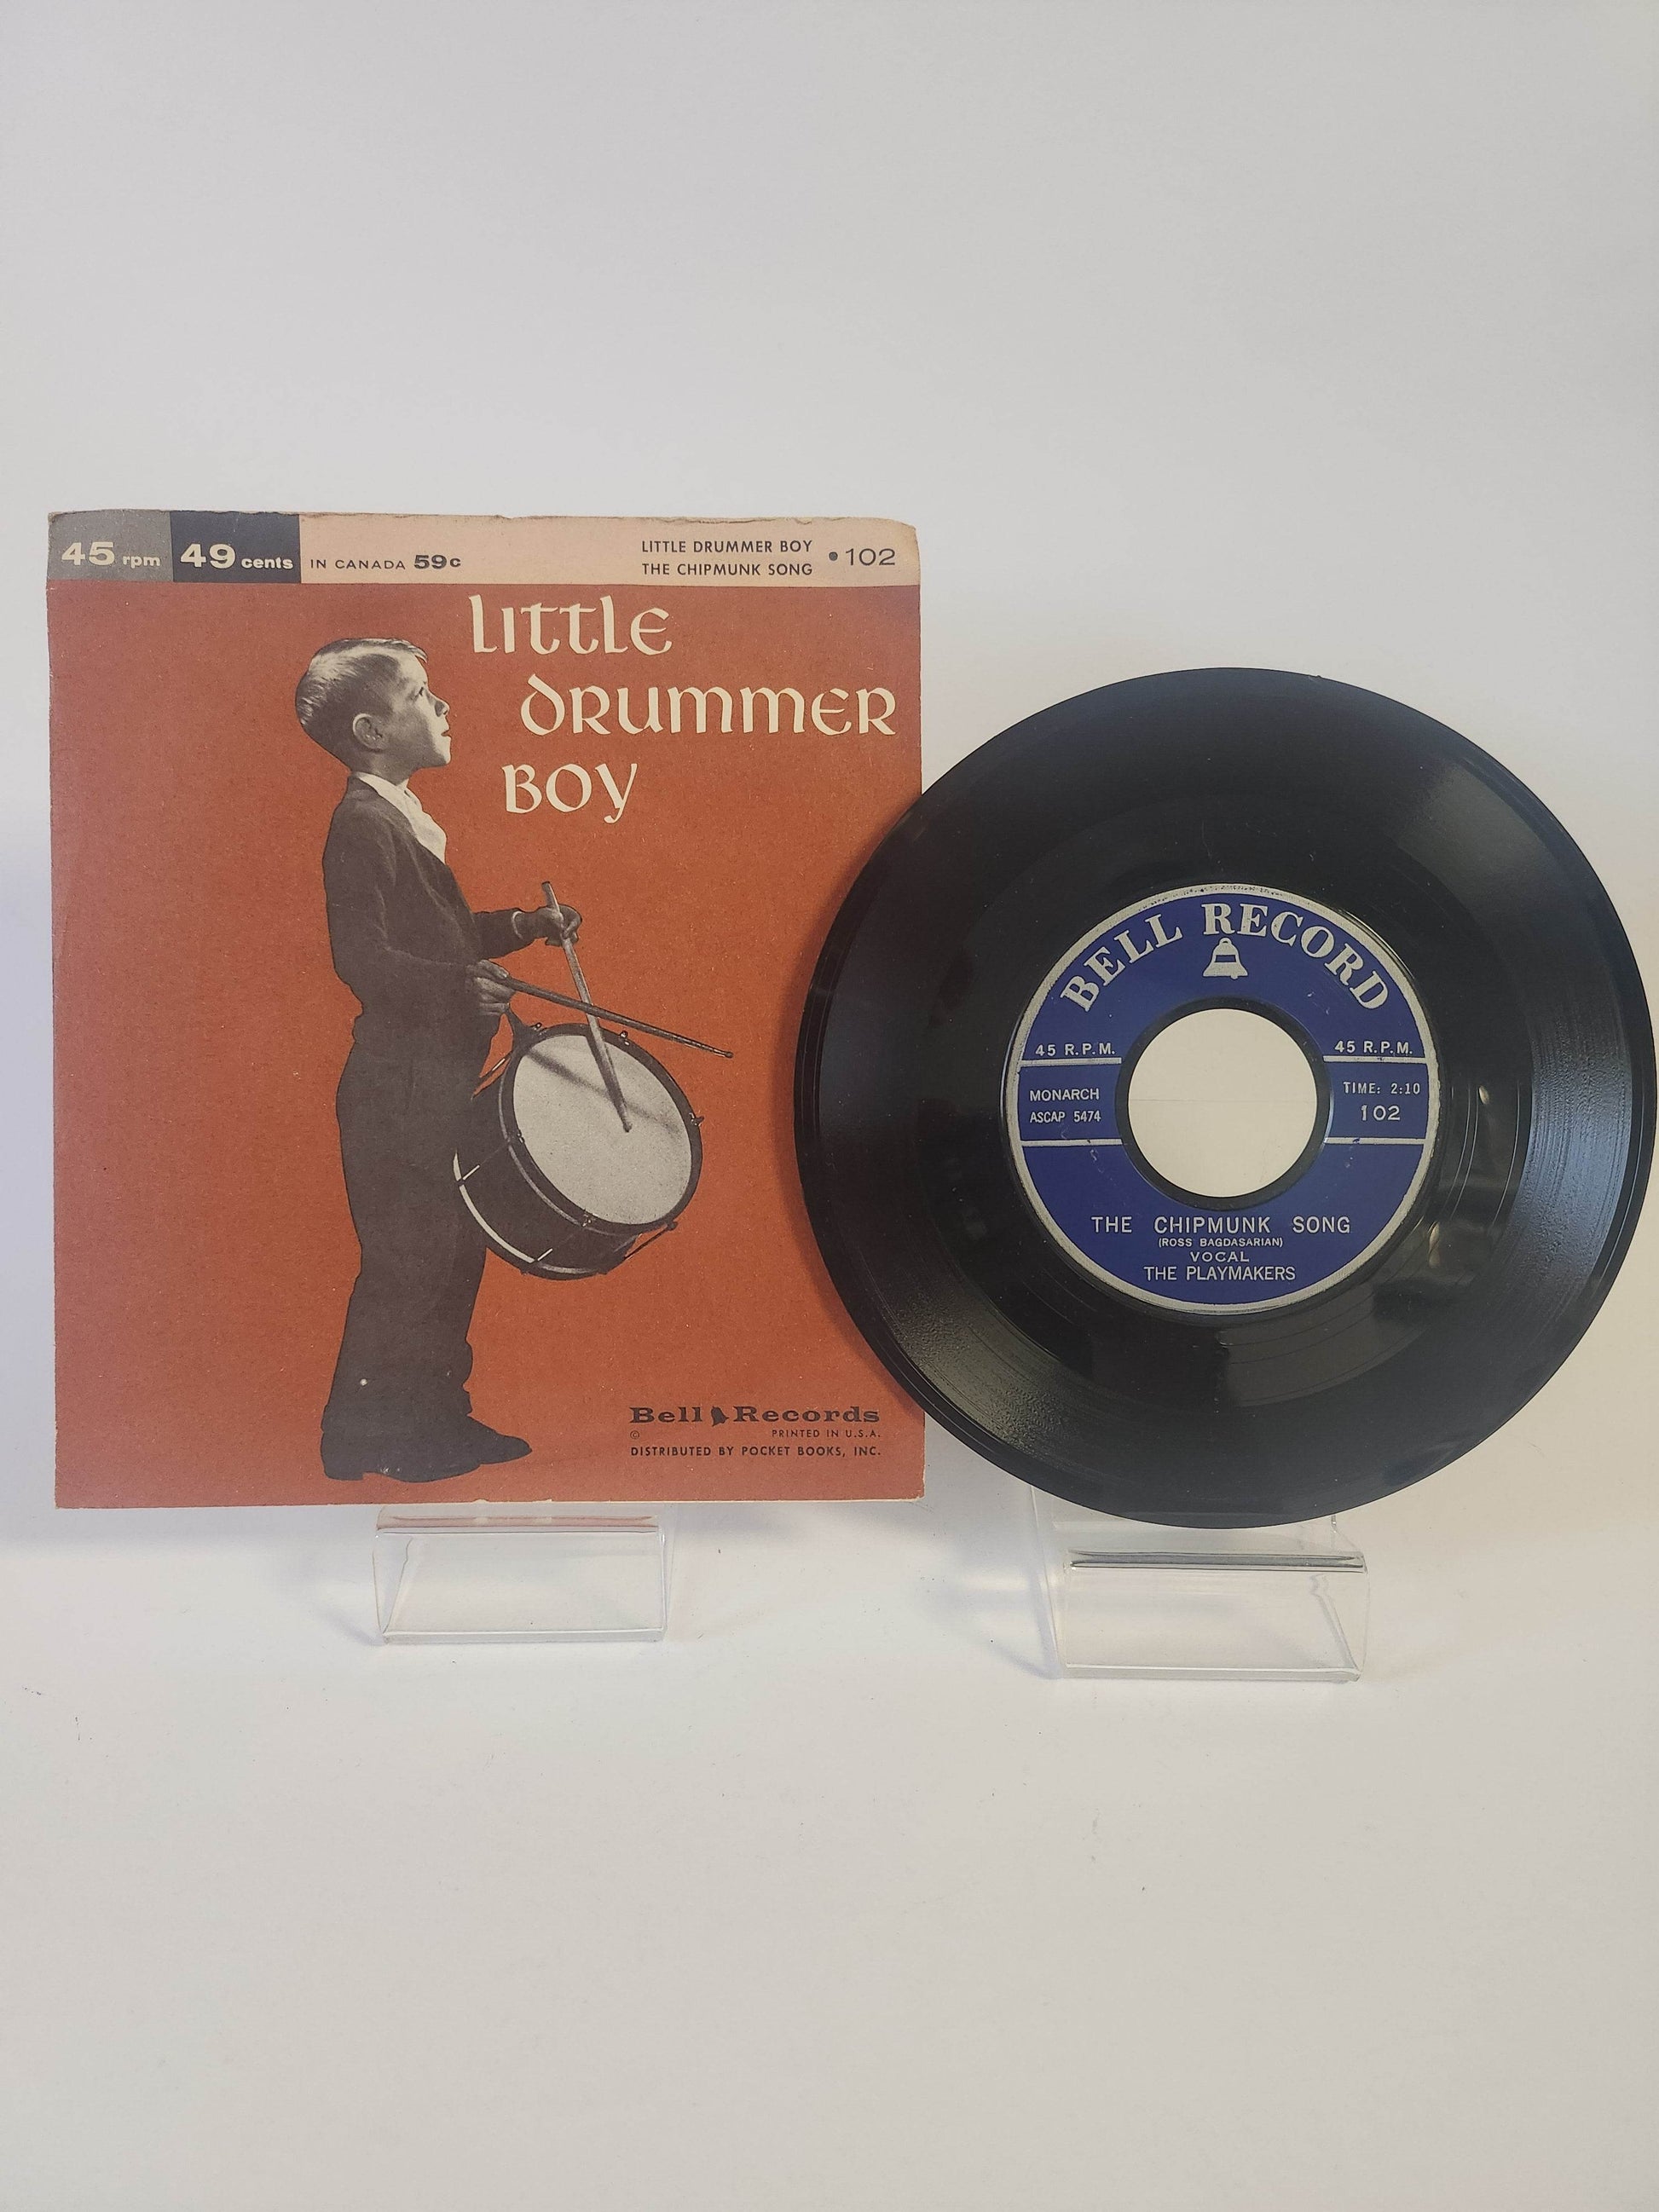 45 rpm 49 cents IN CANADA 59c
LITTLE DRUMMER BOY
THE CHIPMUNK SONG
•102
LITTLE
DRUMMER
BOY
Bell Records
© PRINTED IN U.S.A.
DISTRIBUTED BY POCKET BOOKS, INC.
BELL RECORD
45 R.P.M. 45 R.P.M.
MONARCH
ASCAP 5474
TIME: 2:10
102
THE CHIPMUNK SONG
(ROSS BAGDASARIAN)
VOCAL
THE PLAYMAKERS